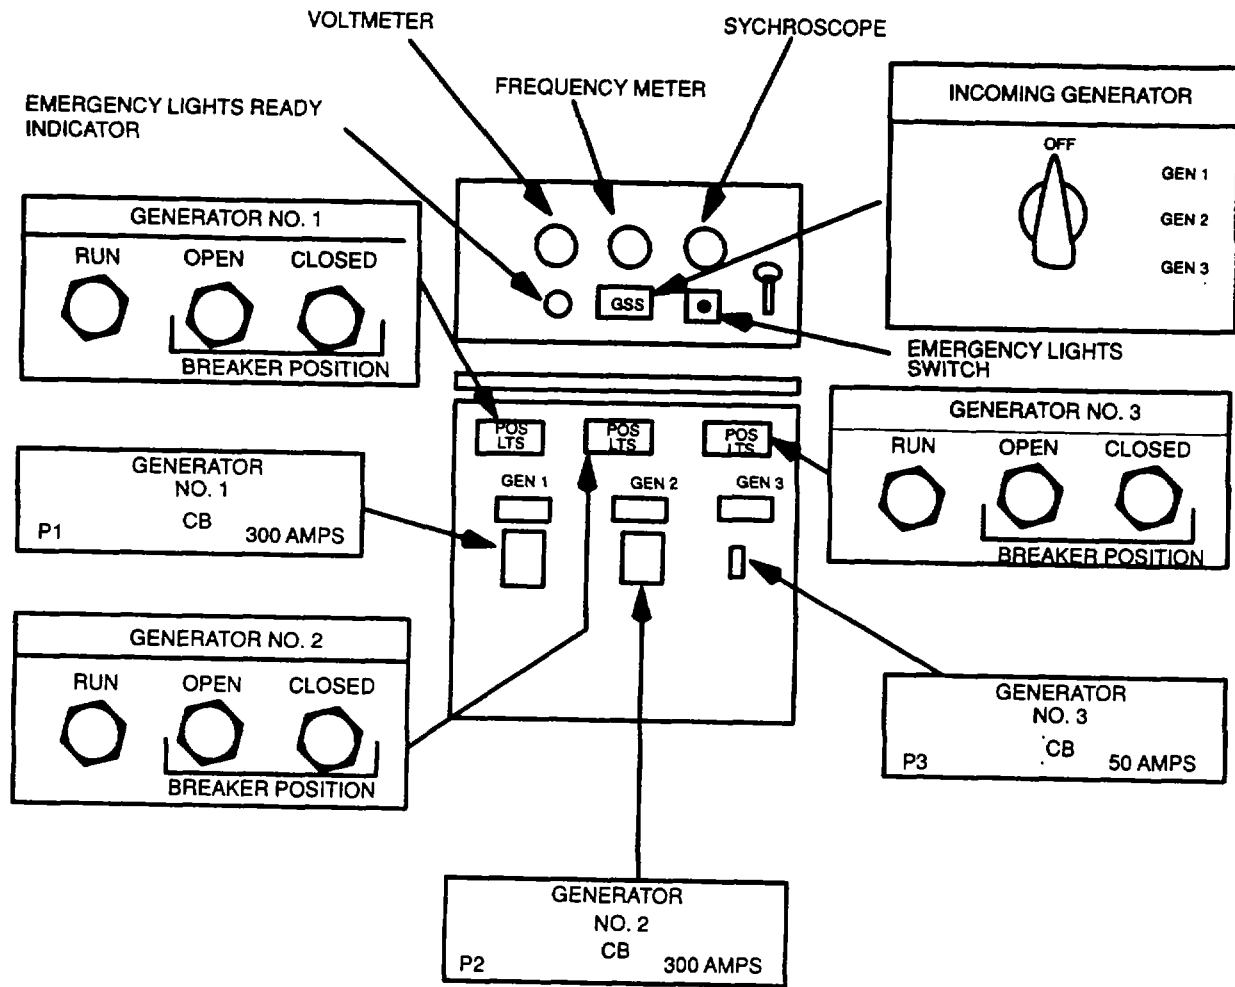 VOLTMETER
SYCHROSCOPE
FREQUENCY METER
EMERGENCY LIGHTS READY
INDICATOR
INCOMING GENERATOR
OFF
GEN 1
GEN 2
GEN 3
GENERATOR NO. 1
RUN OPEN CLOSED
BREAKER POSITION
GSS
EMERGENCY LIGHTS
SWITCH
GENERATOR NO. 3
RUN OPEN CLOSED
BREAKER POSITION
POS
LTS
POS
LTS
POS
LTS
GEN 1 GEN 2 GEN 3
GENERATOR
NO. 1
CB
P1 300 AMPS
GENERATOR NO. 2
RUN OPEN CLOSED
BREAKER POSITION
GENERATOR
NO. 3
CB
P3 50 AMPS
GENERATOR
NO. 2
CB
P2 300 AMPS